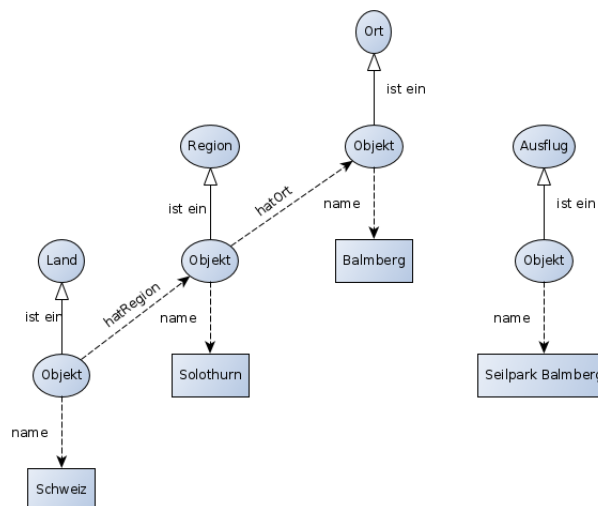 Ort
ist ein
Region
Objekt
Ausflug
ist ein
hatOrt
name
ist ein
Land
Objekt
Balmberg
Objekt
hatRegion
ist ein
name
name
Objekt
Solothurn
Seilpark Balmberg
name
Schweiz